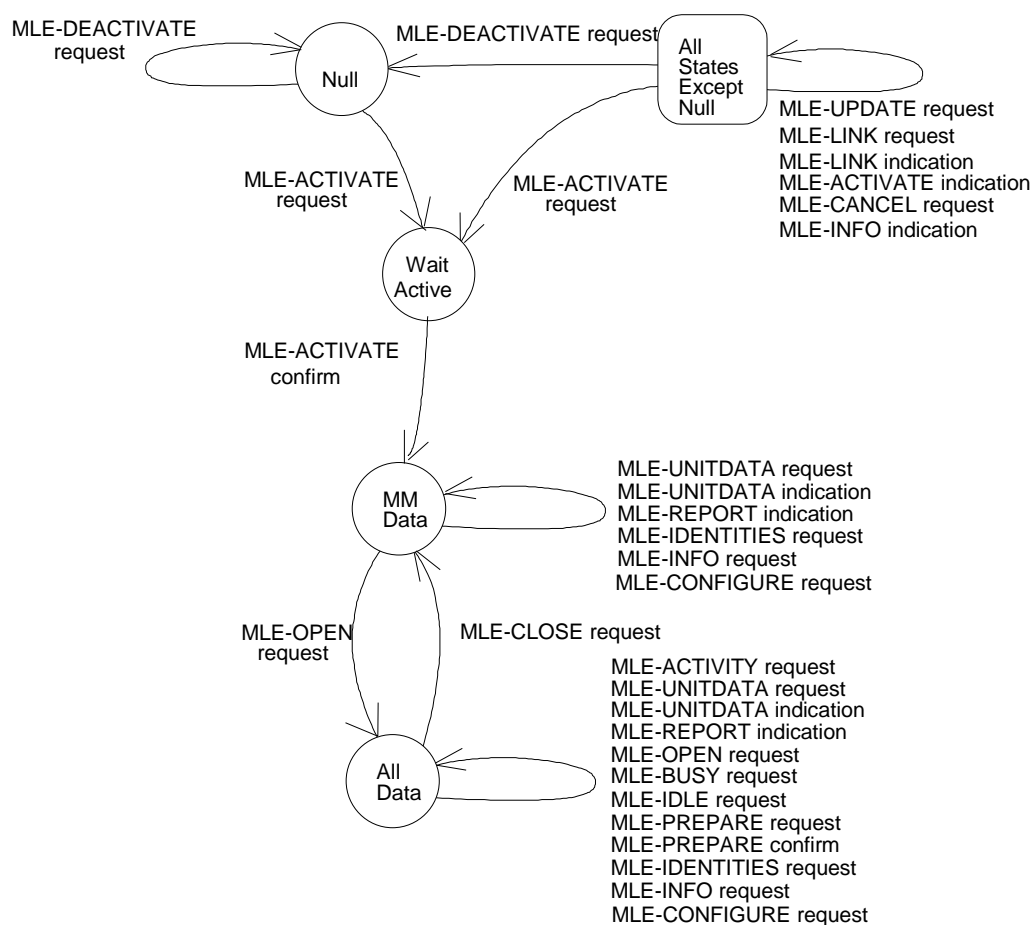 MLE-DEACTIVATE
request
MLE-DEACTIVATE request
Null
All
States
Except
Null
MLE-UPDATE request
MLE-LINK request
MLE-LINK indication
MLE-ACTIVATE indication
MLE-CANCEL request
MLE-INFO indication
MLE-ACTIVATE
request
MLE-ACTIVATE
request
Wait
Active
MLE-ACTIVATE
confirm
MM
Data
MLE-UNITDATA request
MLE-UNITDATA indication
MLE-REPORT indication
MLE-IDENTITIES request
MLE-INFO request
MLE-CONFIGURE request
MLE-OPEN
request
MLE-CLOSE request
All
Data
MLE-ACTIVITY request
MLE-UNITDATA request
MLE-UNITDATA indication
MLE-REPORT indication
MLE-OPEN request
MLE-BUSY request
MLE-IDLE request
MLE-PREPARE request
MLE-PREPARE confirm
MLE-IDENTITIES request
MLE-INFO request
MLE-CONFIGURE request